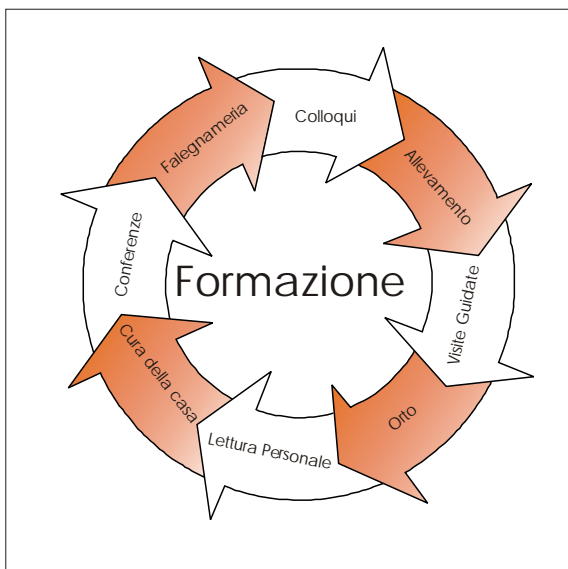 Colloqui
Allevamento
Visite Guidate
Orto
Lettura Personale
Cura della casa
Conferenze
Falegnameria
Formazione